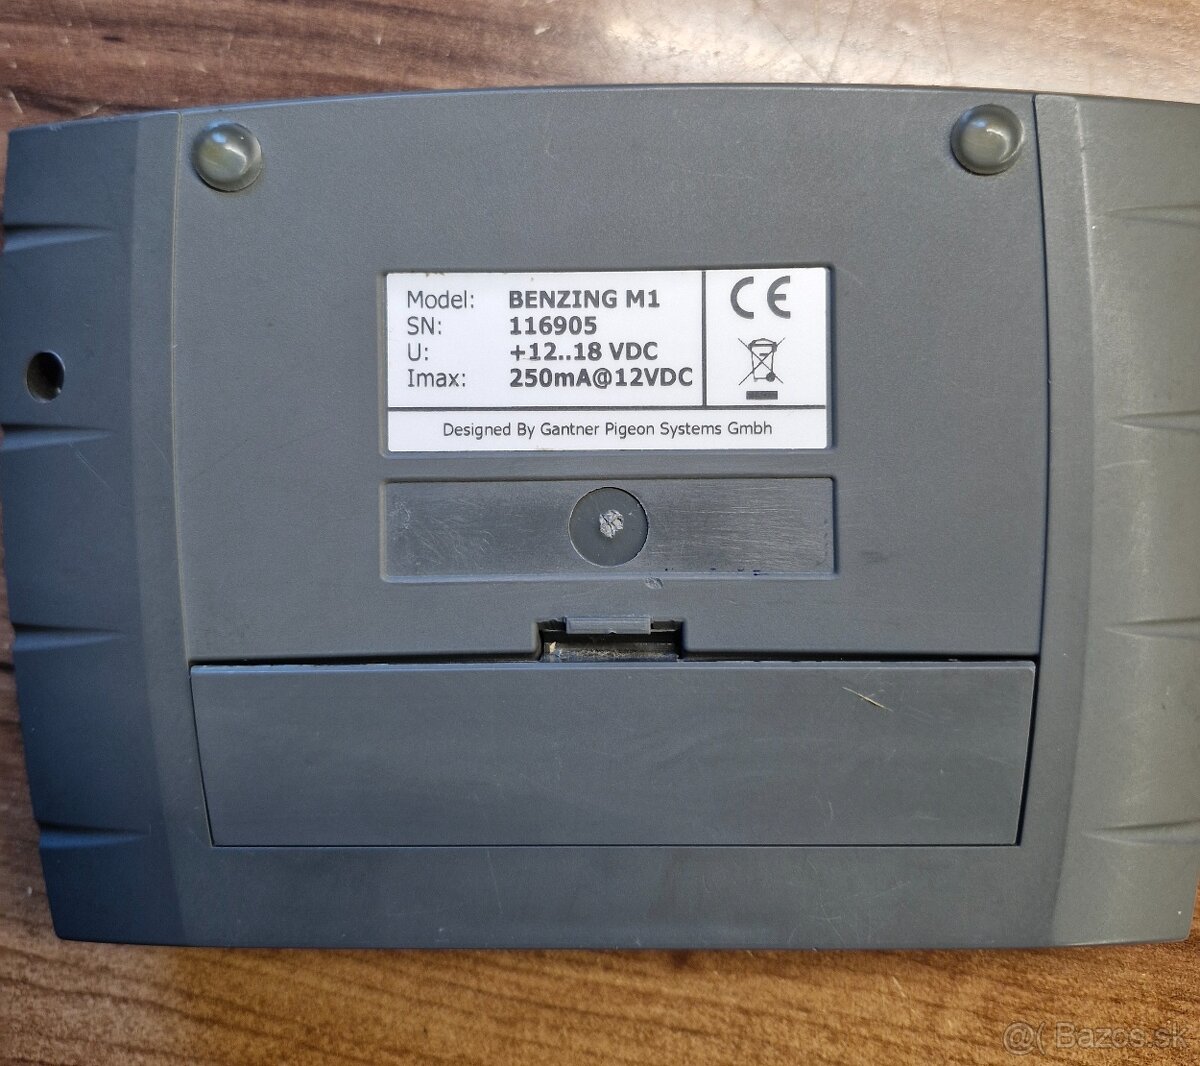 Model: BENZING M1
SN: 116905
U: +12..18 VDC
Imax: 250mA@12VDC
CE
Designed By Gantner Pigeon Systems Gmbh
@( Bazos.sk